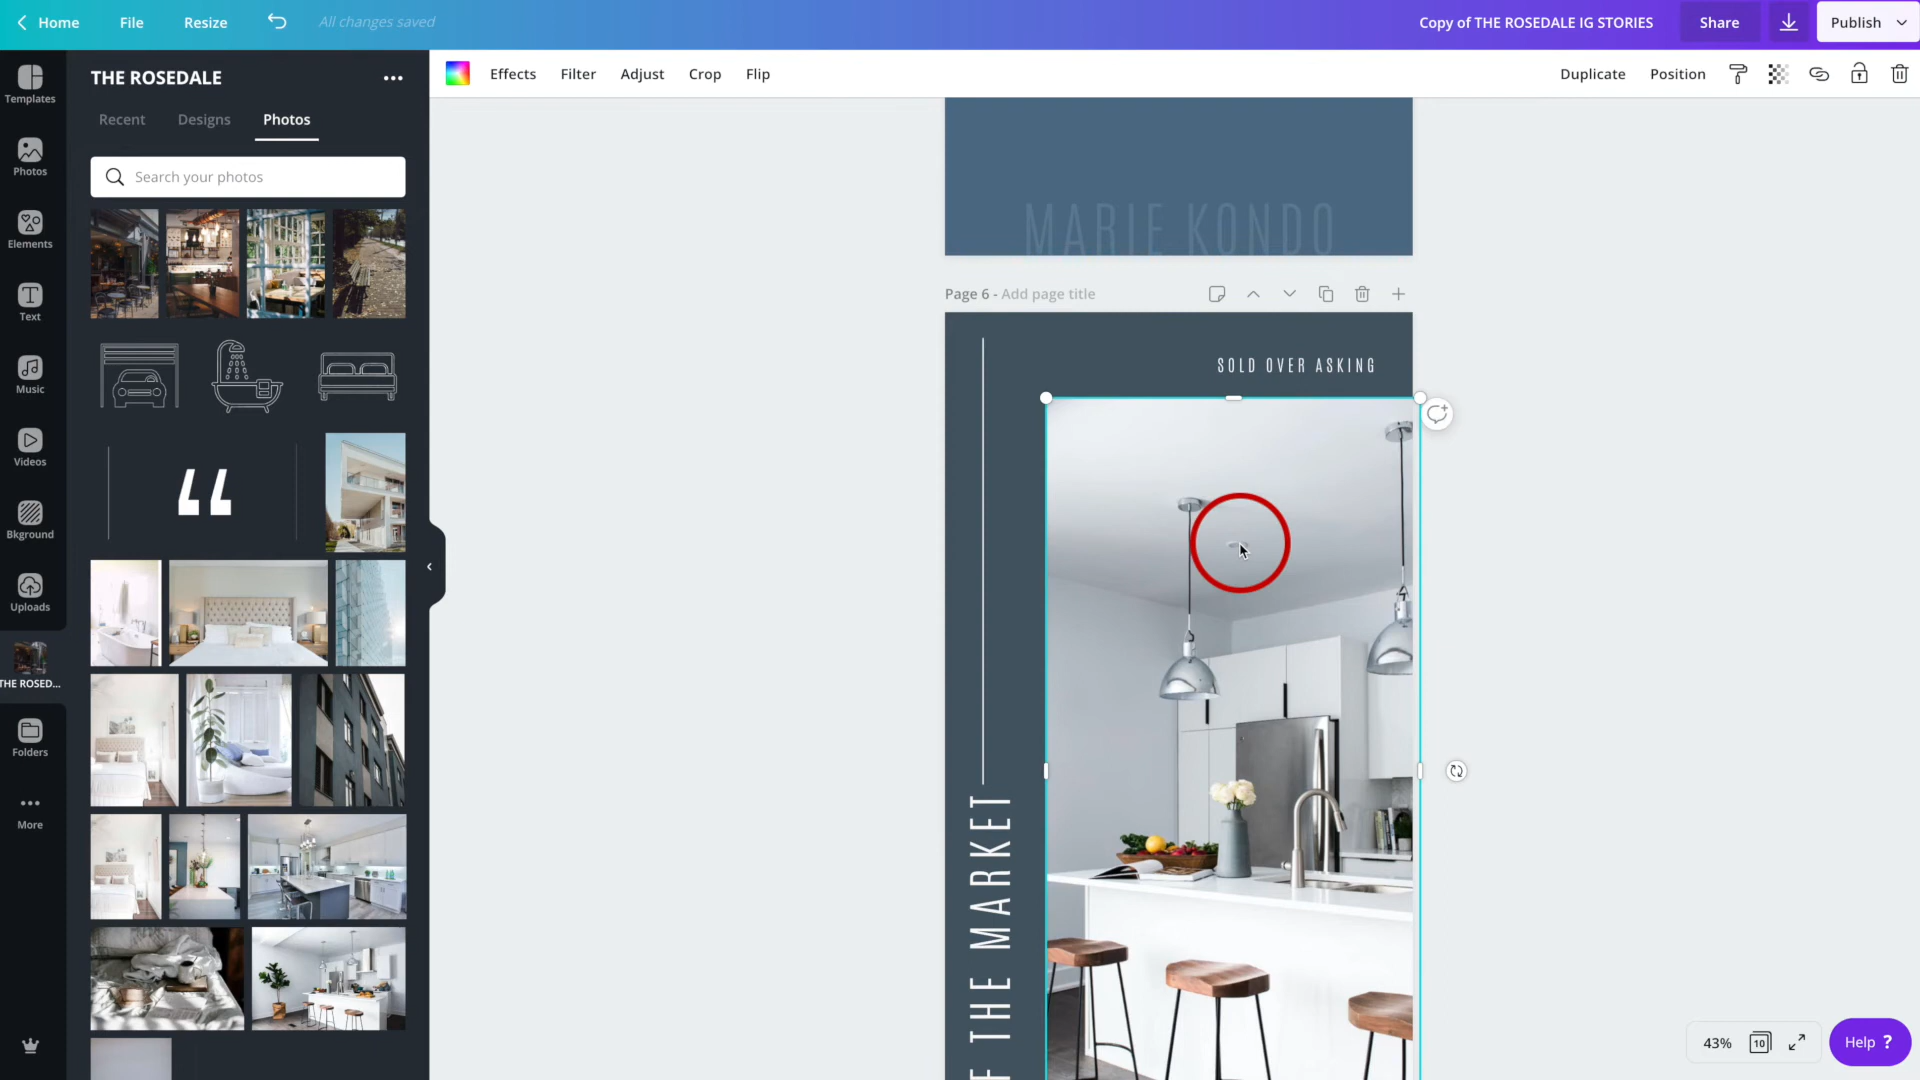 Home
File
Resize
All changes saved
Copy of THE ROSEDALE IG STORIES
Share
Publish
Templates
Photos
Elements
Text
Music
Videos
Bkground
Uploads
THE ROSED...
Folders
More
THE ROSEDALE
Recent
Designs
Photos
Search your photos
“
Effects
Filter
Adjust
Crop
Flip
Duplicate
Position
MARIE KONDO
Page 6 - Add page title
SOLD OVER ASKING
F THE MARKET
43%
10
Help ?